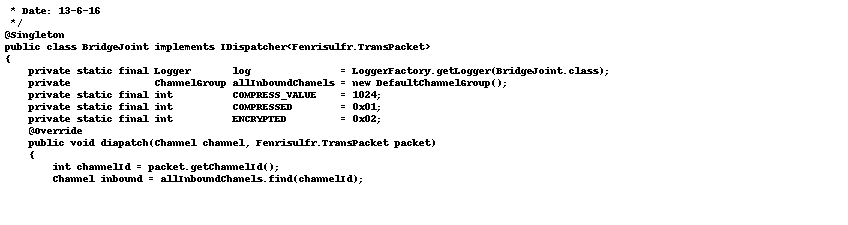 * Date: 13-6-16
 */
@Singleton
public class BridgeJoint implements IDispatcher<Fenrisulfr.TransPacket>
{
    private static final Logger       log               = LoggerFactory.getLogger(BridgeJoint.class);
    private              ChannelGroup allInboundChanels = new DefaultChannelGroup();
    private static final int          COMPRESS_VALUE    = 1024;
    private static final int          COMPRESSED        = 0x01;
    private static final int          ENCRYPTED         = 0x02;
    @Override
    public void diapatch(Channel channel, Fenrisulfr.TransPacket packet)
    {
        int channelId = packet.getChannelId();
        Channel inbound = allInboundChanels.find(channelId);